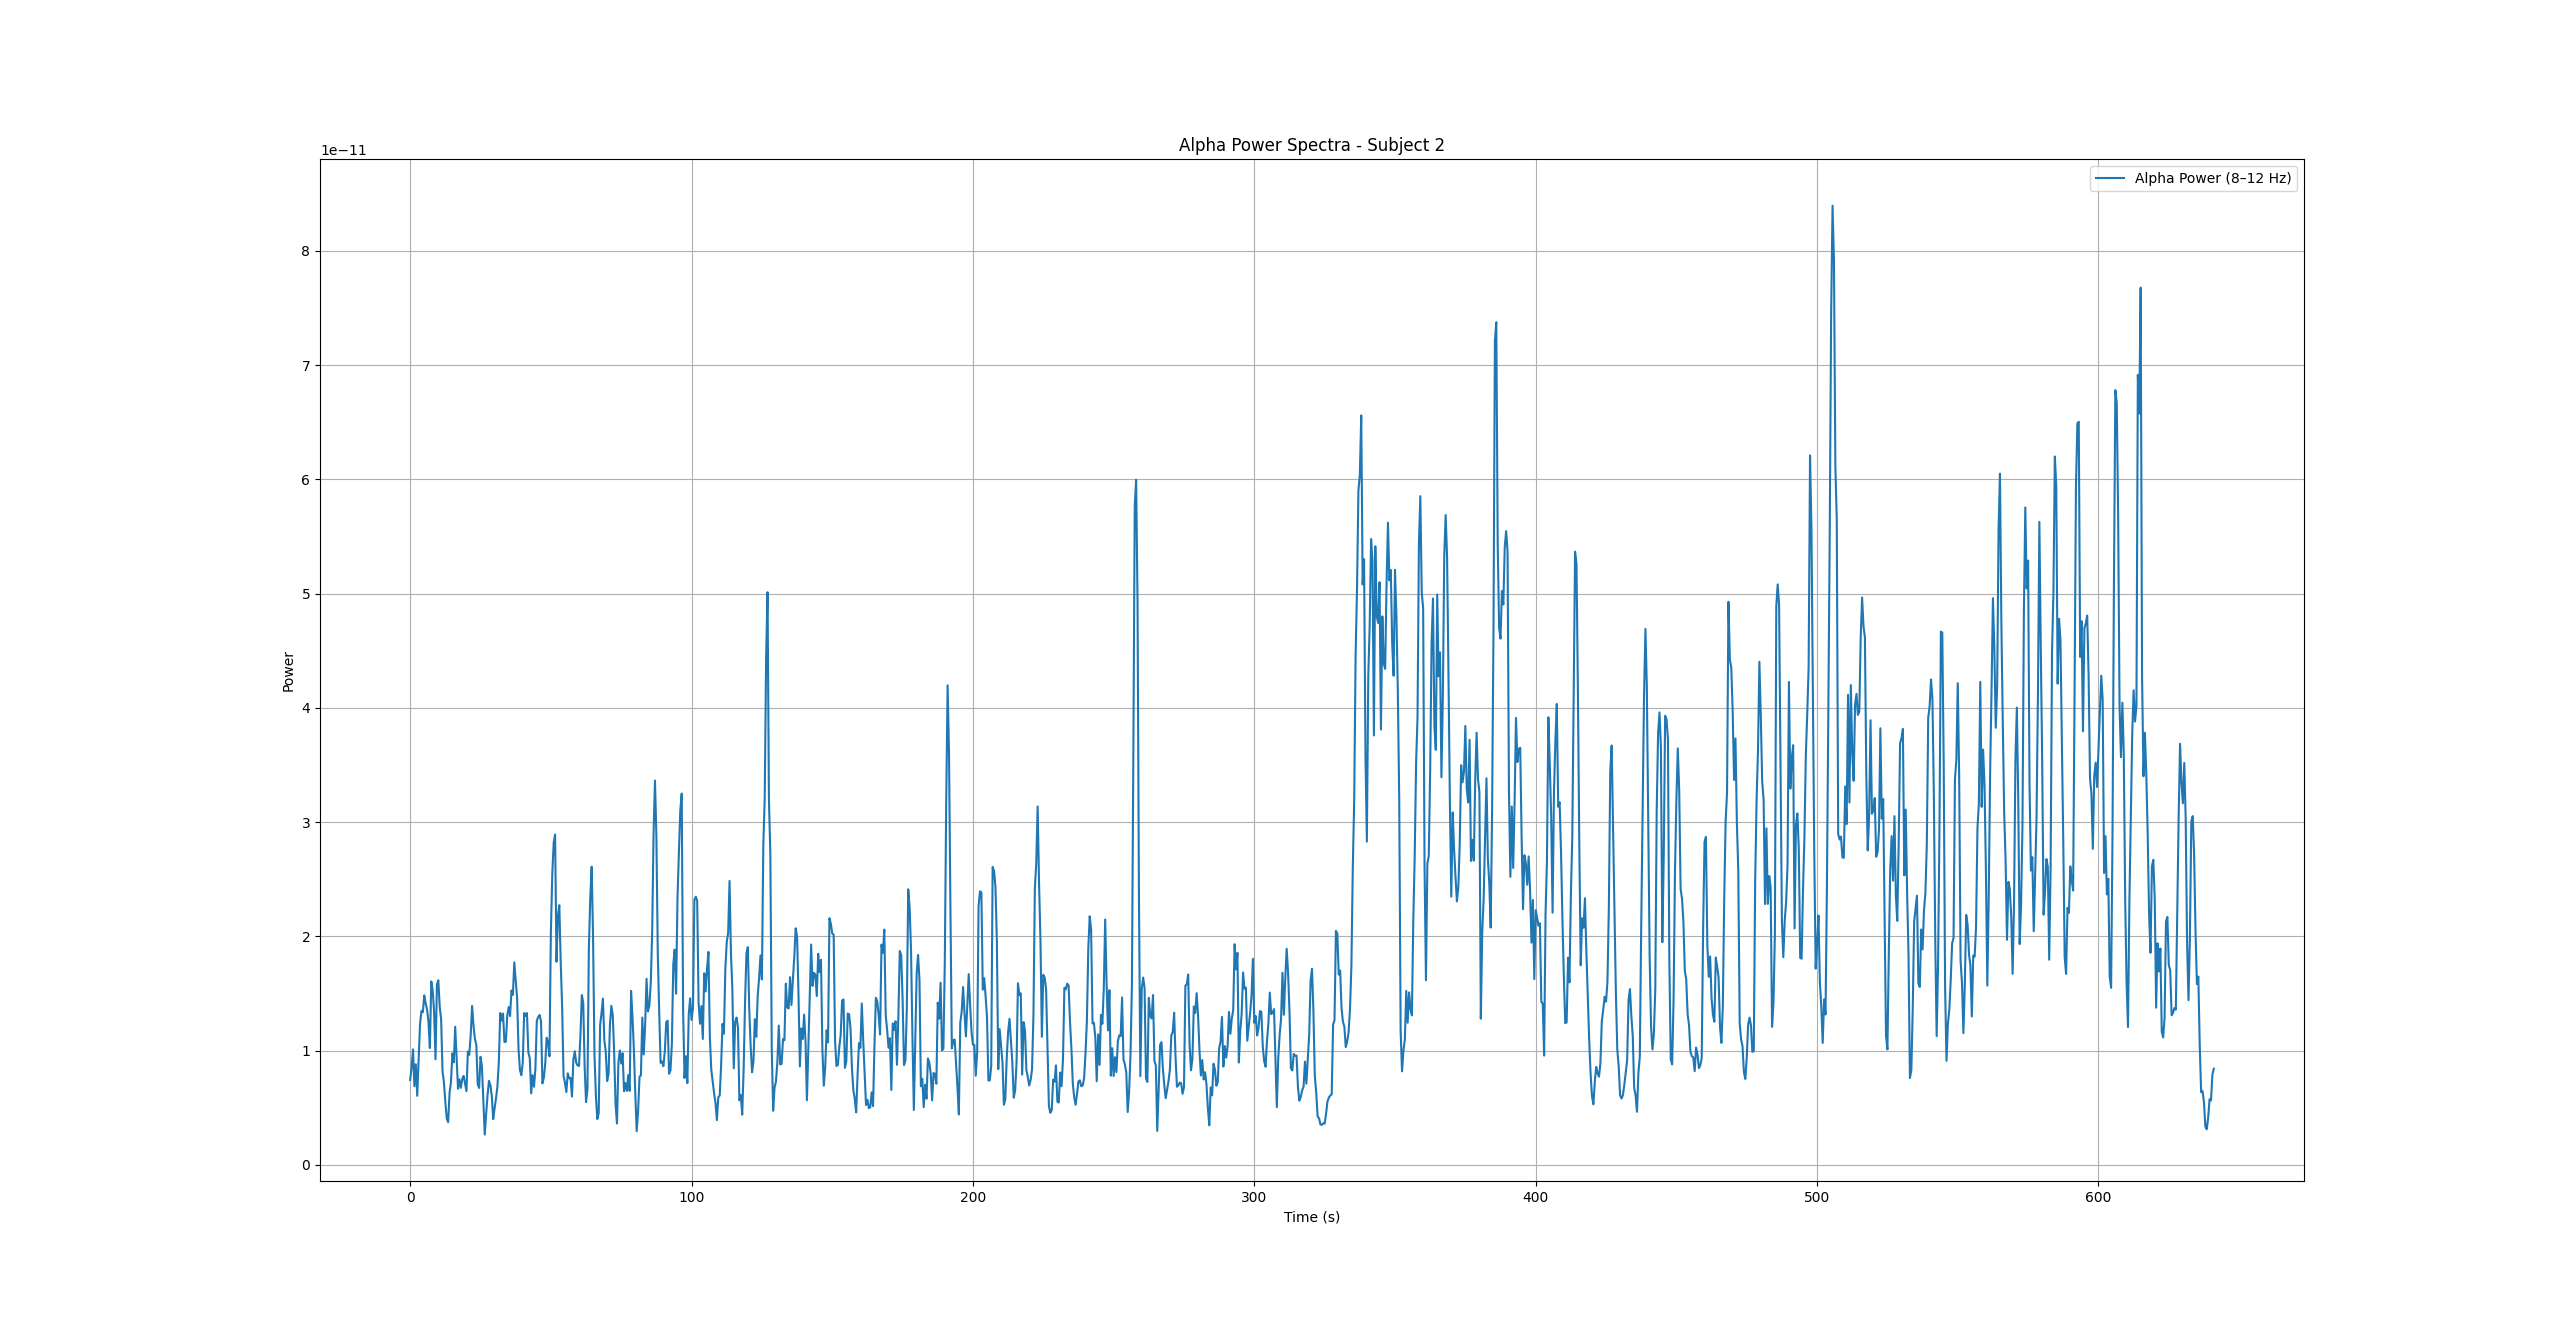 Alpha Power Spectra - Subject 2
1e−11
Alpha Power (8–12 Hz)
8
7
6
5
4
3
2
1
0
Power
0 100 200 300 400 500 600
Time (s)